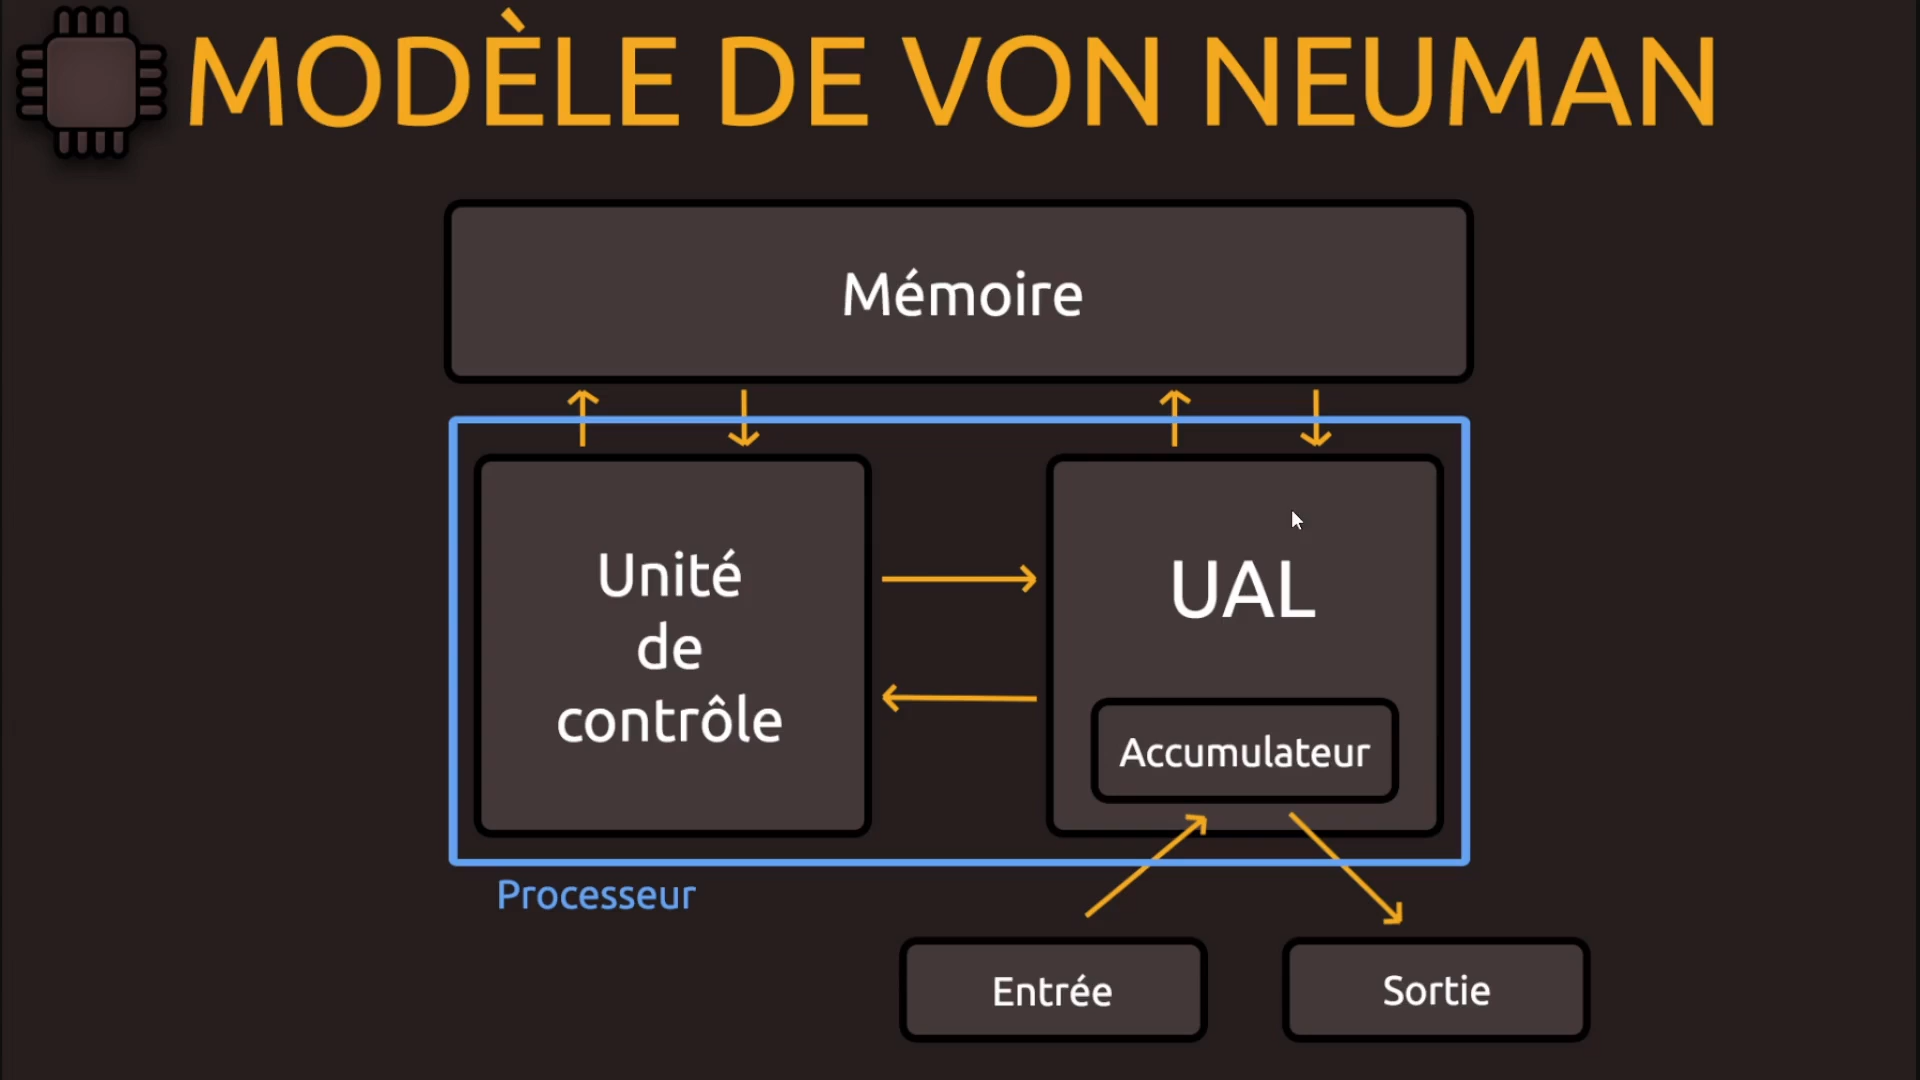 MODÈLE DE VON NEUMAN
Mémoire
Unité
de
contrôle
UAL
Accumulateur
Processeur
Entrée
Sortie